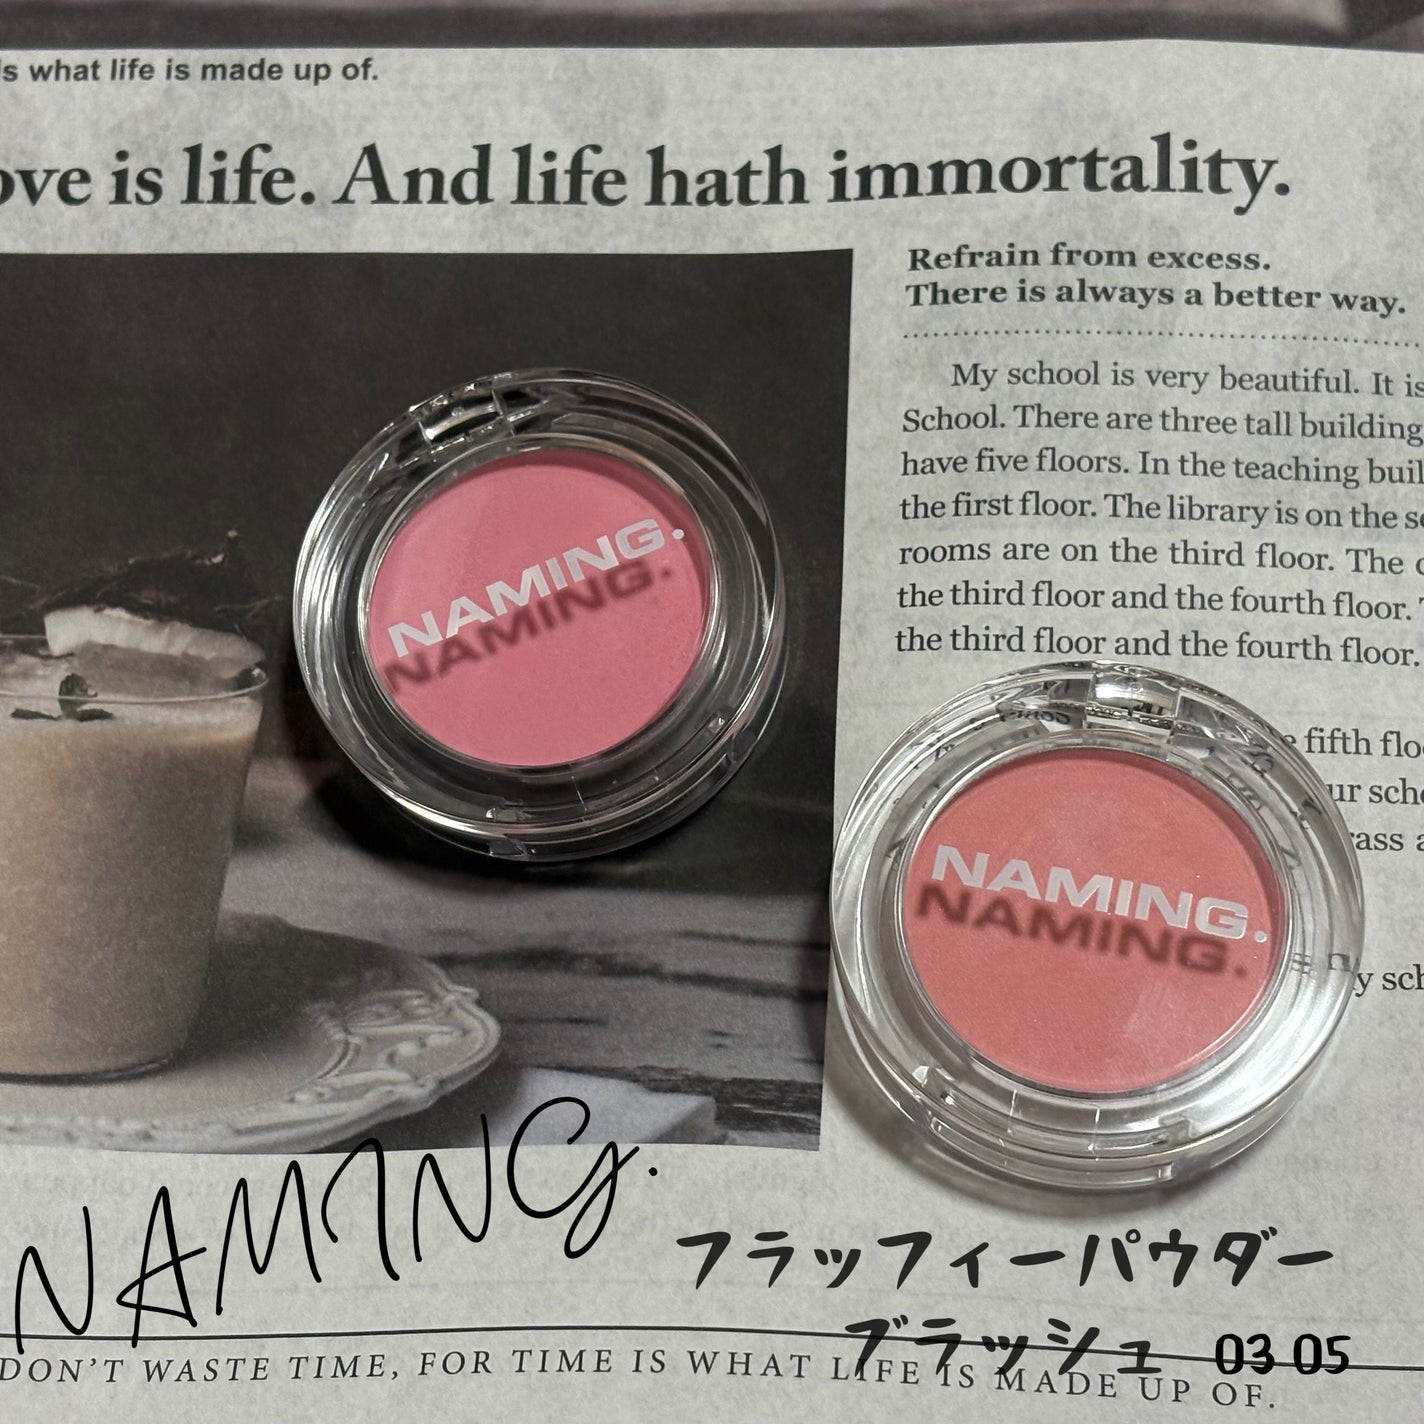 is what life is made up of.
ove is life. And life hath immortality.
Refrain from excess.
There is always a better way.
My school is very beautiful. It is
School. There are three tall building
have five floors. In the teaching buil
the first floor. The library is on the se
rooms are on the third floor. The c
the third floor and the fourth floor. T
the third floor and the fourth floor.
fifth flo
ur scho
rass a
y sch
NAMING.
NAMING.
NAMING.
フラッフィーパウダー
ブラッシュ 03 05
DON'T WASTE TIME, FOR TIME IS WHAT LIFE IS MADE UP OF.